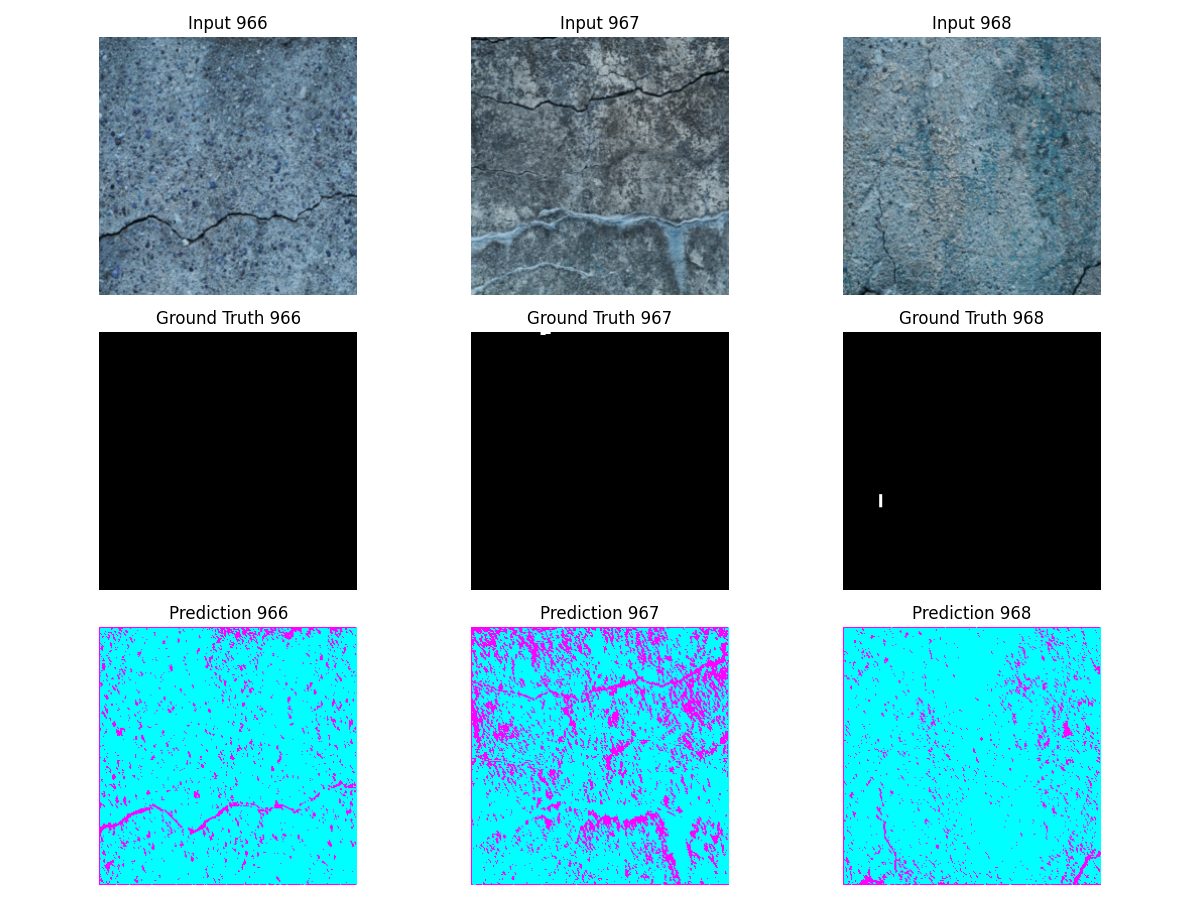 Input 966
Input 967
Input 968
Ground Truth 966
Ground Truth 967
Ground Truth 968
Prediction 966
Prediction 967
Prediction 968